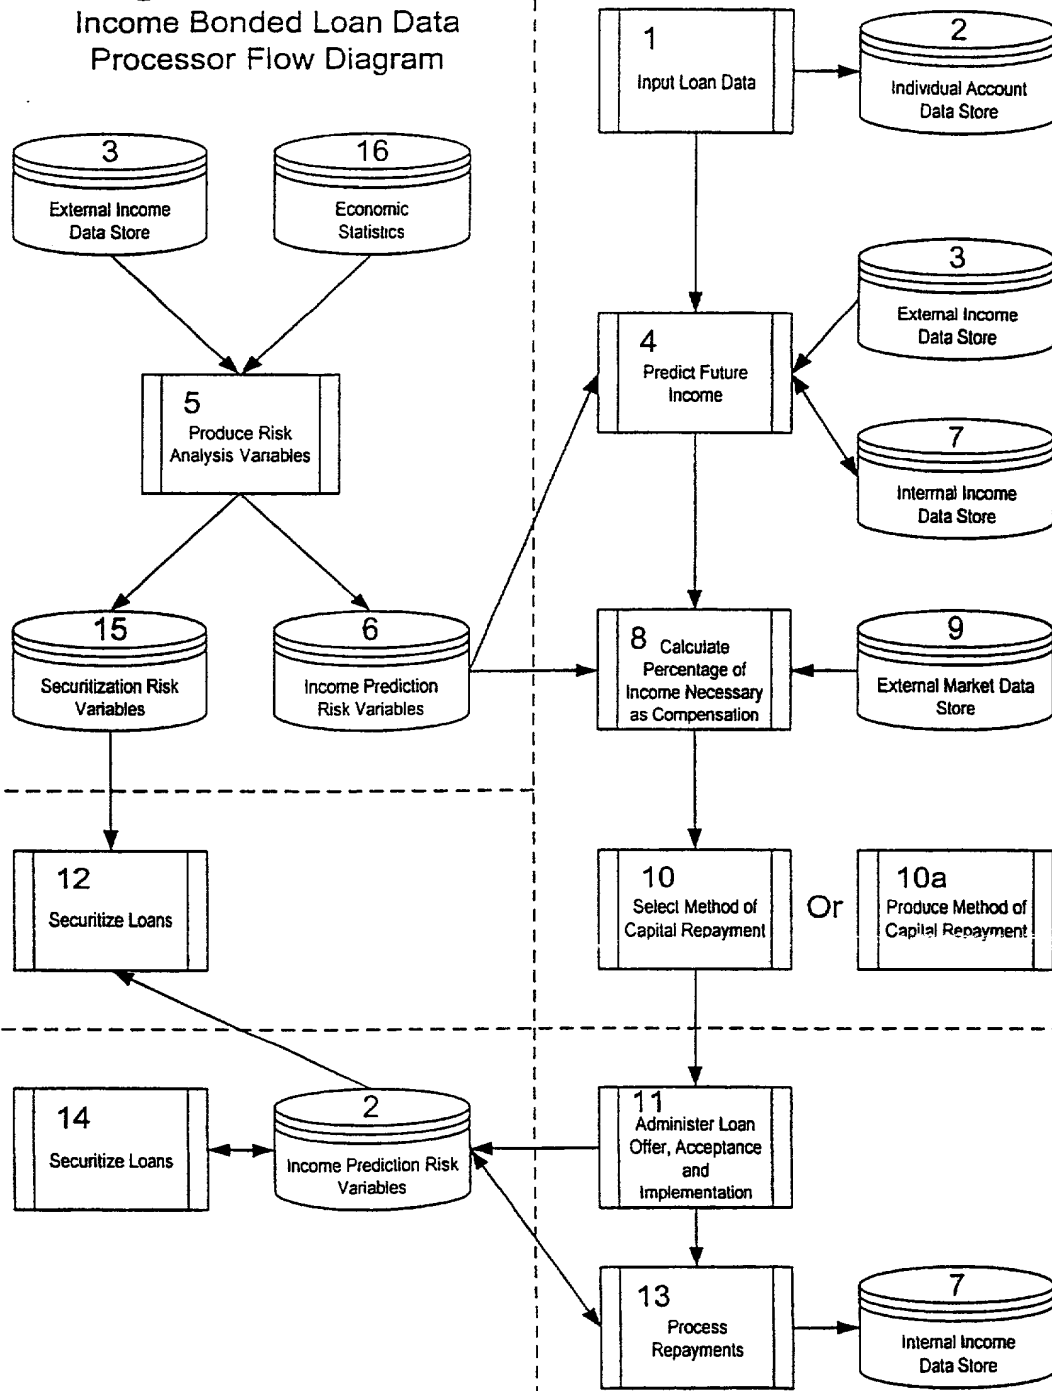 Income Bonded Loan Data
Processor Flow Diagram
1
Input Loan Data
2
Individual Account
Data Store
3
External Income
Data Store
16
Economic
Statistics
3
External Income
Data Store
4
Predict Future
Income
5
Produce Risk
Analysis Variables
7
Internal Income
Data Store
15
Securitization Risk
Variables
6
Income Prediction
Risk Variables
8
Calculate
Percentage of
Income Necessary
as Compensation
9
External Market Data
Store
12
Securitize Loans
10
Select Method of
Capital Repayment
Or
10a
Produce Method of
Capital Repayment
14
Securitize Loans
2
Income Prediction Risk
Variables
11
Administer Loan
Offer, Acceptance
and
Implementation
13
Process
Repayments
7
Internal Income
Data Store